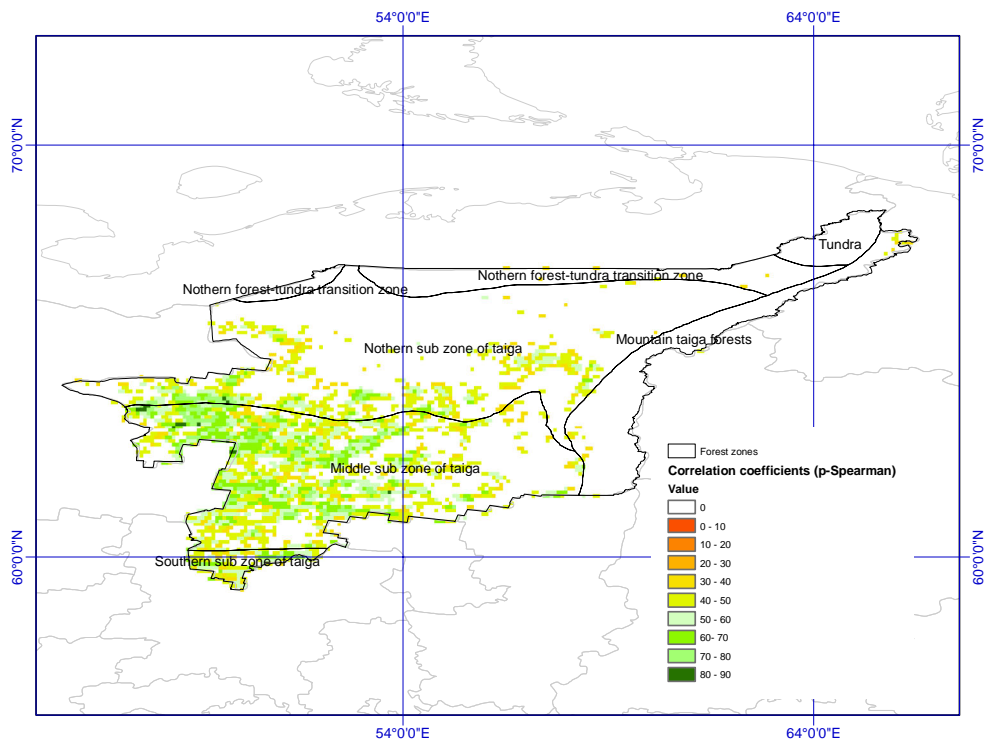 54°0'0"E
64°0'0"E
70°0'0"N
70°0'0"N
Tundra
Nothern forest-tundra transition zone
Nothern forest-tundra transition zone
Mountain taiga forests
Nothern sub zone of taiga
Middle sub zone of taiga
Southern sub zone of taiga
60°0'0"N
60°0'0"N
Forest zones
Correlation coefficients (p-Spearman)
Value
0
0 - 10
10 - 20
20 - 30
30 - 40
40 - 50
50 - 60
60- 70
70 - 80
80 - 90
54°0'0"E
64°0'0"E